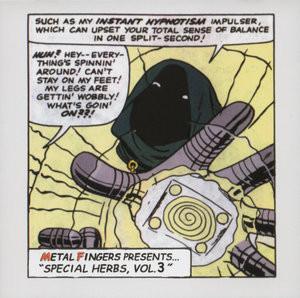 SUCH AS MY INSTANT HYPNOTISM IMPULSER,
WHICH CAN UPSET YOUR TOTAL SENSE OF BALANCE
IN ONE SPLIT-SECOND!
HUH? HEY--EVERY-
THING'S SPINNIN'
AROUND! CAN'T
STAY ON MY FEET!
MY LEGS ARE
GETTIN' WOBBLY!
WHAT'S GOIN'
ON??!
METAL FINGERS PRESENTS...
"SPECIAL HERBS, VOL.3"